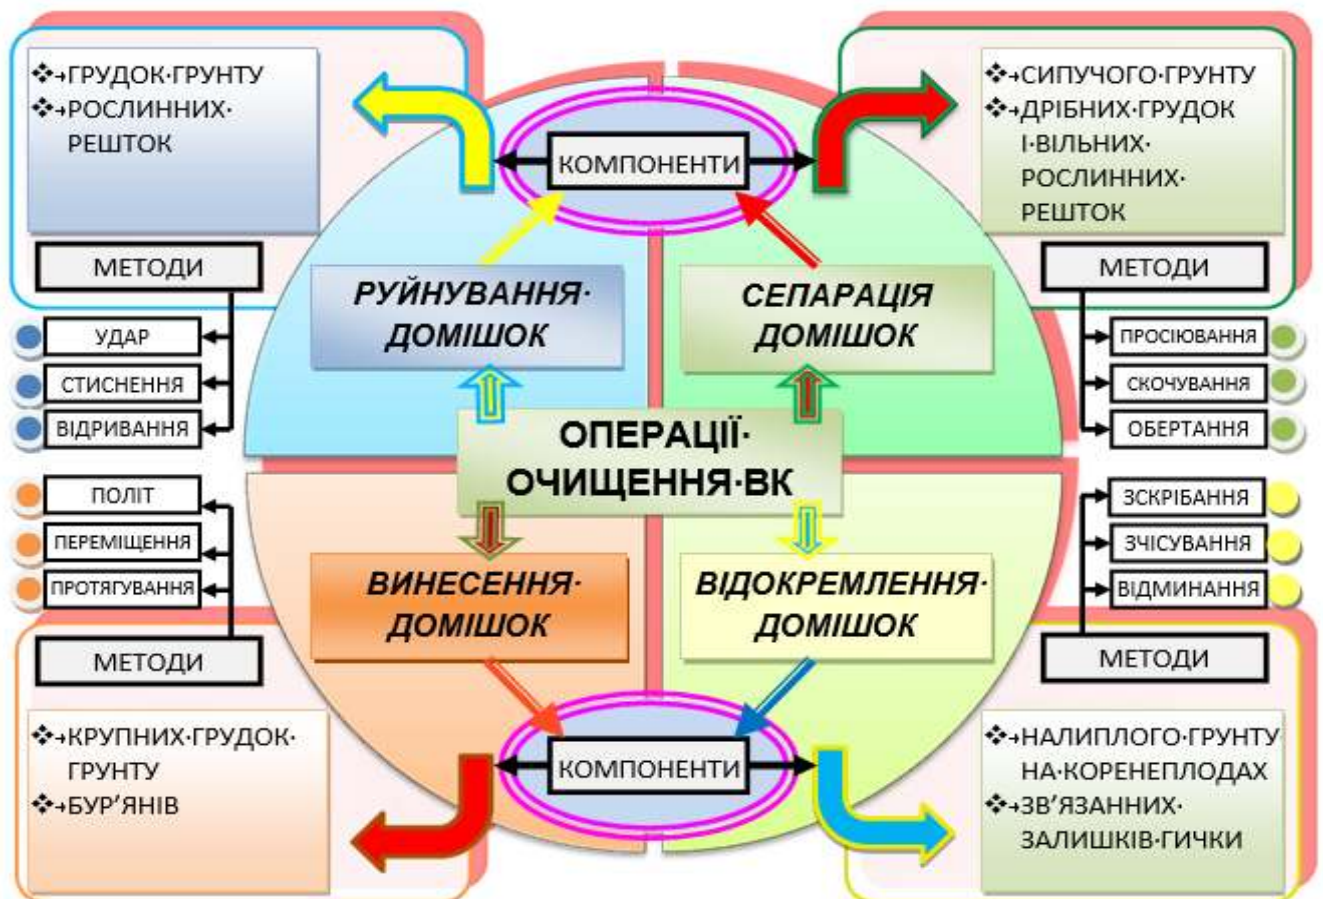 ❖ГРУДОК·ГРУНТУ
❖РОСЛИННИХ·
РЕШТОК
МЕТОДИ
УДАР
СТИСНЕННЯ
ВІДРИВАННЯ
КОМПОНЕНТИ
РУЙНУВАННЯ·
ДОМІШОК
СЕПАРАЦІЯ
ДОМІШОК
❖СИПУЧОГО·ГРУНТУ
❖ДРІБНИХ·ГРУДОК
І·ВІЛЬНИХ·
РОСЛИННИХ·
РЕШТОК
МЕТОДИ
ПРОСІЮВАННЯ
СКОЧУВАННЯ
ОБЕРТАННЯ
ОПЕРАЦІЇ·
ОЧИЩЕННЯ·ВК
ПОЛІТ
ПЕРЕМІЩЕННЯ
ПРОТЯГУВАННЯ
МЕТОДИ
❖КРУПНИХ·ГРУДОК·
ГРУНТУ
❖БУР’ЯНІВ
ВИНЕСЕННЯ·
ДОМІШОК
ВІДОКРЕМЛЕННЯ·
ДОМІШОК
КОМПОНЕНТИ
ЗСКРІБАННЯ
ЗЧІСУВАННЯ
ВІДМИНАННЯ
МЕТОДИ
❖НАЛИПЛОГО·ГРУНТУ
НА·КОРЕНЕПЛОДАХ
❖ЗВ’ЯЗАННИХ·
ЗАЛИШКІВ·ГИЧКИ